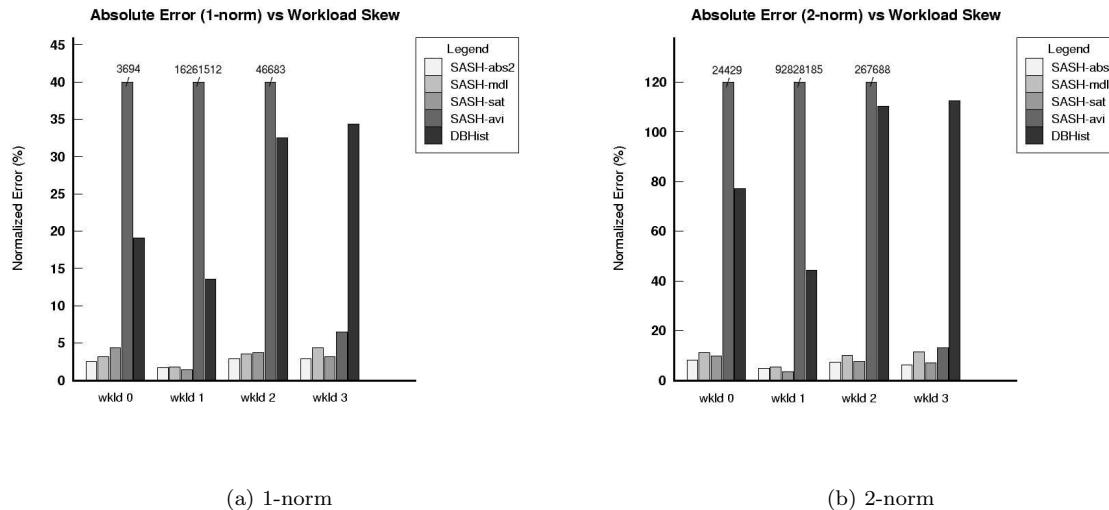 Absolute Error (1-norm) vs Workload Skew
45
40
35
30
25
20
15
10
5
0
Normalized Error (%)
3694
16261512
46683
wkld 0
wkld 1
wkld 2
wkld 3
Legend
SASH-abs2
SASH-mdl
SASH-sat
SASH-avi
DBHist
(a) 1-norm
Absolute Error (2-norm) vs Workload Skew
120
100
80
60
40
20
0
Normalized Error (%)
24429
92828185
267688
wkld 0
wkld 1
wkld 2
wkld 3
Legend
SASH-abs
SASH-mdl
SASH-sat
SASH-avi
DBHist
(b) 2-norm